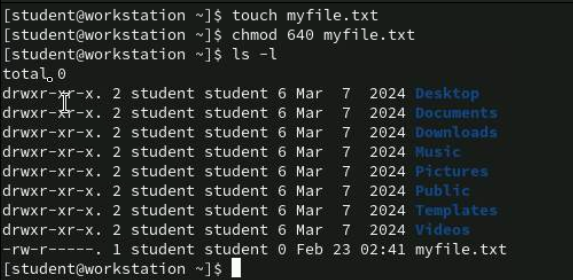 [student@workstation ~]$ touch myfile.txt
[student@workstation ~]$ chmod 640 myfile.txt
[student@workstation ~]$ ls -l
total 0
drwxr-xr-x. 2 student student 6 Mar  7  2024 Desktop
drwxr-xr-x. 2 student student 6 Mar  7  2024 Documents
drwxr-xr-x. 2 student student 6 Mar  7  2024 Downloads
drwxr-xr-x. 2 student student 6 Mar  7  2024 Music
drwxr-xr-x. 2 student student 6 Mar  7  2024 Pictures
drwxr-xr-x. 2 student student 6 Mar  7  2024 Public
drwxr-xr-x. 2 student student 6 Mar  7  2024 Templates
drwxr-xr-x. 2 student student 6 Mar  7  2024 Videos
-rw-r-----. 1 student student 0 Feb 23 02:41 myfile.txt
[student@workstation ~]$